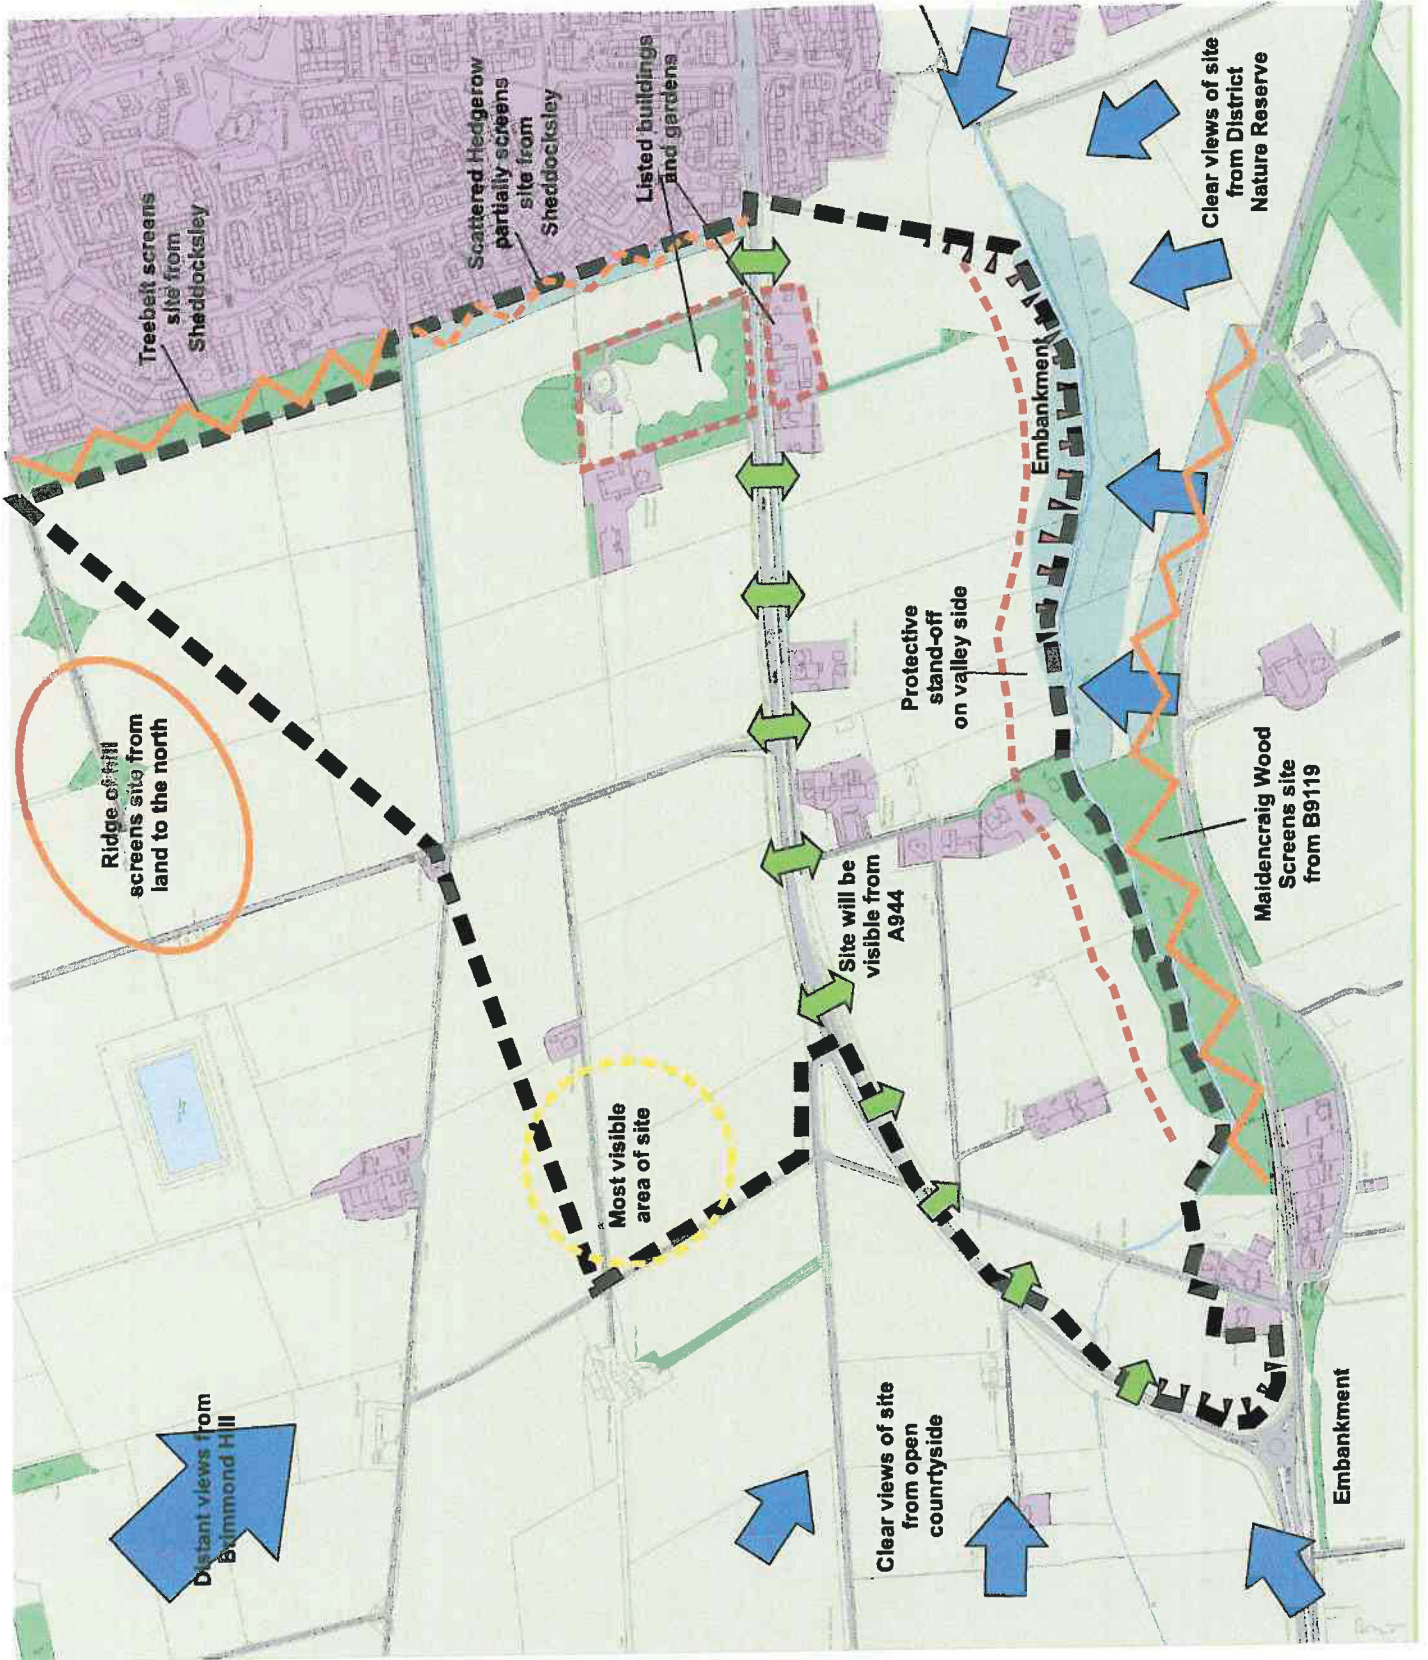 Treebelt screens
site from
Sheddocksley
Scattered Hedgerow
partially screens
site from
Sheddocksley
Listed buildings
and gardens
Clear views of site
from District
Nature Reserve
Ridge of hill
screens site from
land to the north
Embankment
Protective
stand-off
on valley side
Site will be
visible from
A944
Maidencraig Wood
Screens site
from B9119
Most visible
area of site
Distant views from
Brimmond Hill
Clear views of site
from open
counrtyside
Embankment